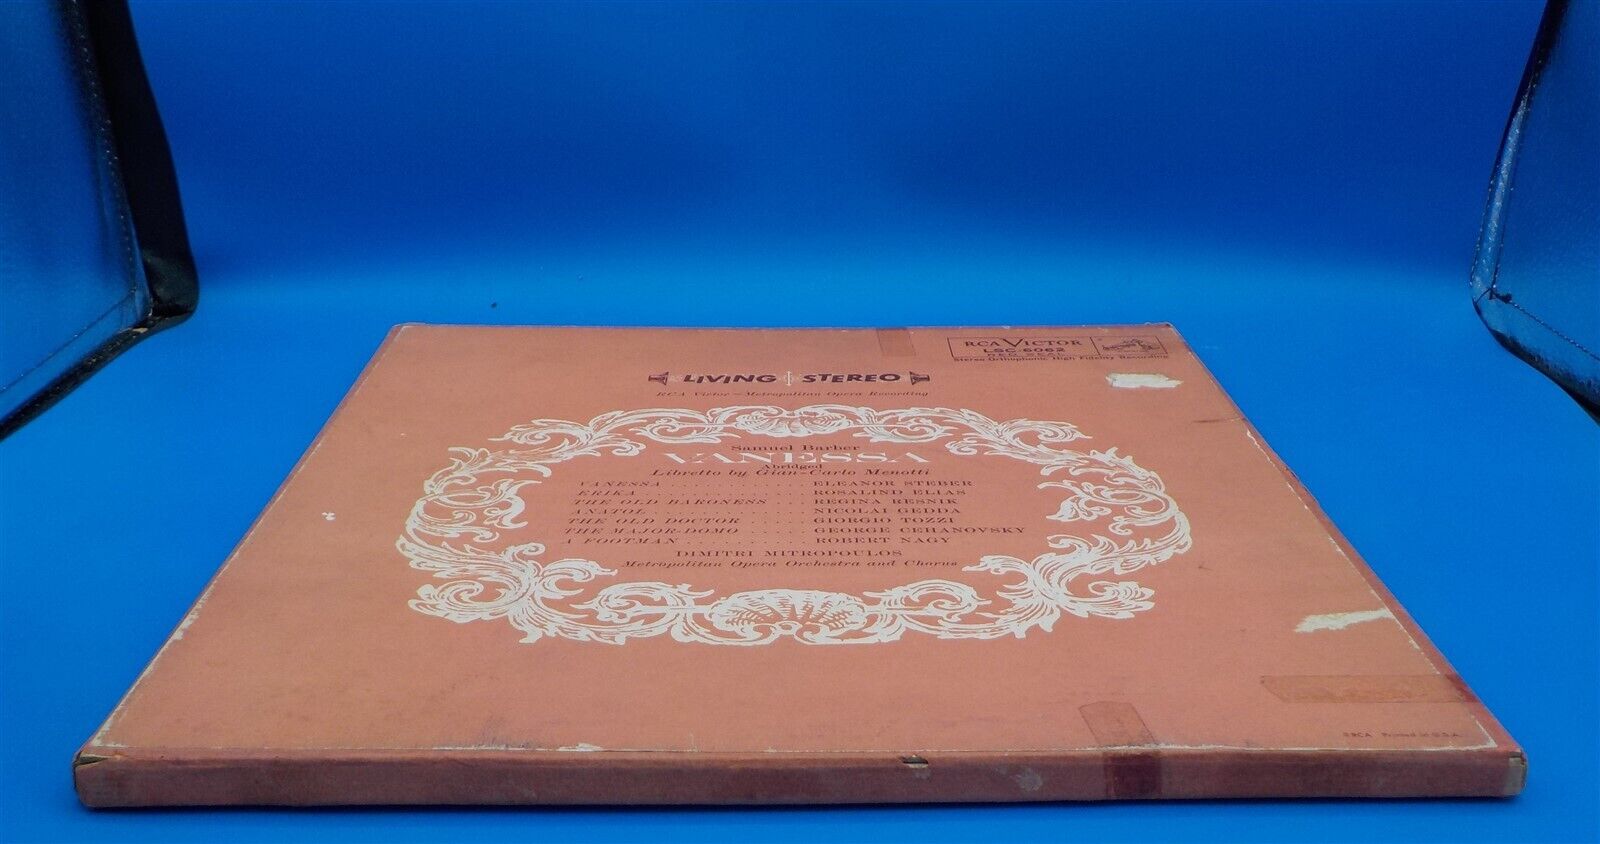 RCA VICTOR
LSC-6062
RED SEAL
Stereo-Orthophonic High Fidelity Recording
LIVING STEREO
RCA Victor—Metropolitan Opera Recording
Samuel Barber
VANESSA
Abridged
Libretto by Gian-Carlo Menotti
VANESSA . . . . . . . . . . . . ELEANOR STEBER
ERIKA . . . . . . . . . . . . . ROSALIND ELIAS
THE OLD BARONESS . . . . REGINA RESNIK
ANATOL . . . . . . . . . . . . NICOLAI GEDDA
THE OLD DOCTOR . . . . . GIORGIO TOZZI
THE MAJOR-DOMO . . . . . GEORGE CEHANOVSKY
A FOOTMAN . . . . . . . . . ROBERT NAGY
DIMITRI MITROPOULOS
Metropolitan Opera Orchestra and Chorus
RCA Printed in U.S.A.